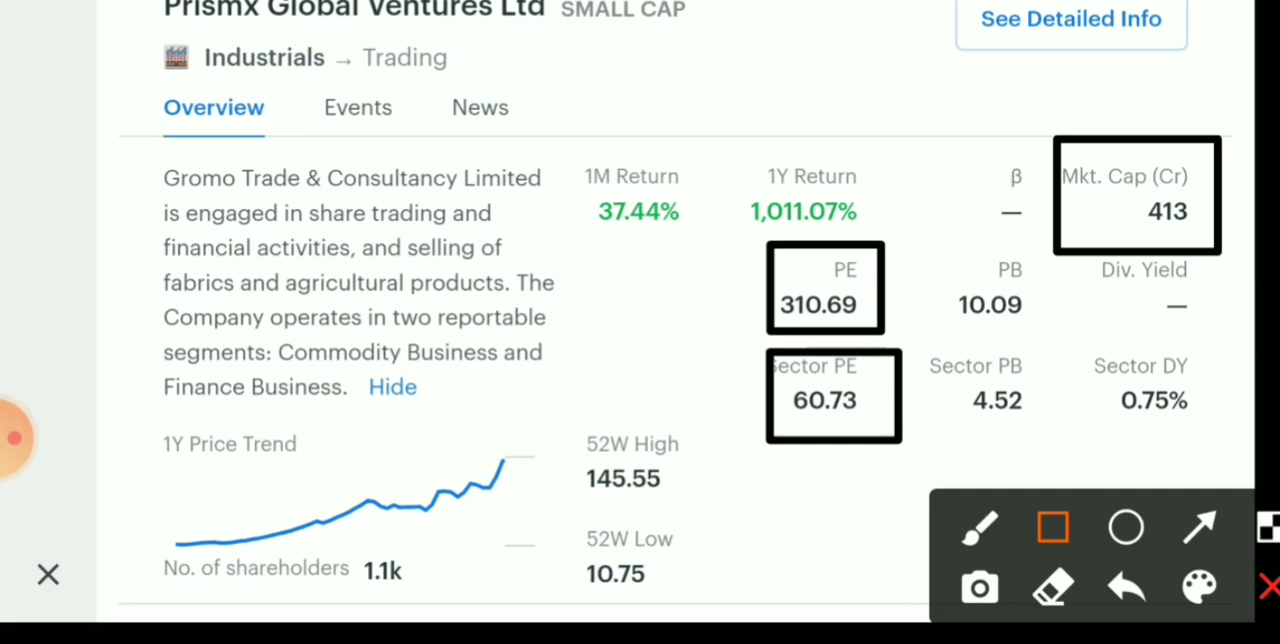 Prismx Global Ventures Ltd SMALL CAP
See Detailed Info
Industrials → Trading
Overview Events News
Gromo Trade & Consultancy Limited
is engaged in share trading and
financial activities, and selling of
fabrics and agricultural products. The
Company operates in two reportable
segments: Commodity Business and
Finance Business. Hide
1M Return 1Y Return β Mkt. Cap (Cr)
37.44% 1,011.07% — 413
PE PB Div. Yield
310.69 10.09 —
Sector PE Sector PB Sector DY
60.73 4.52 0.75%
1Y Price Trend
52W High
145.55
52W Low
10.75
No. of shareholders 1.1k